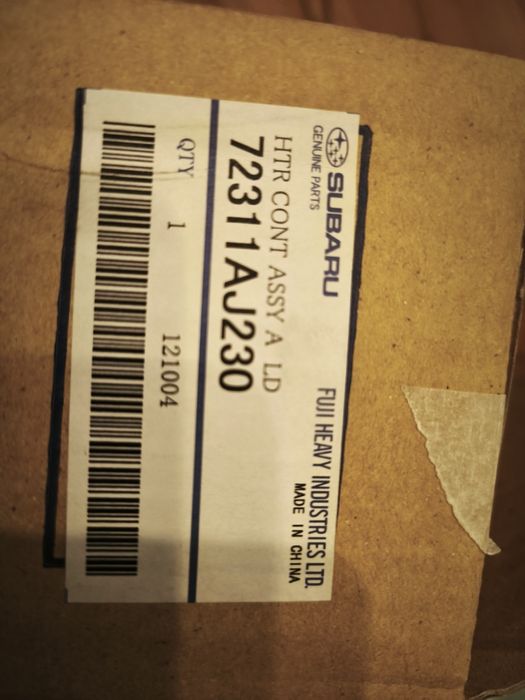 SUBARU
GENUINE PARTS
FUJI HEAVY INDUSTRIES LTD.
MADE IN CHINA
HTR CONT ASSY A LD
72311AJ230
QTY 1 121004